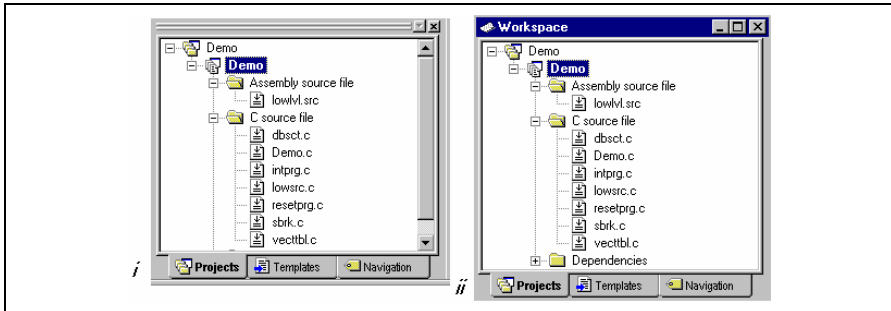 Demo
Demo
Assembly source file
lowlvl.src
C source file
dbsct.c
Demo.c
intprg.c
lowsrc.c
resetprg.c
sbrk.c
vecttbl.c
Projects Templates Navigation
i
Workspace
Demo
Demo
Assembly source file
lowlvl.src
C source file
dbsct.c
Demo.c
intprg.c
lowsrc.c
resetprg.c
sbrk.c
vecttbl.c
Dependencies
Projects Templates Navigation
ii